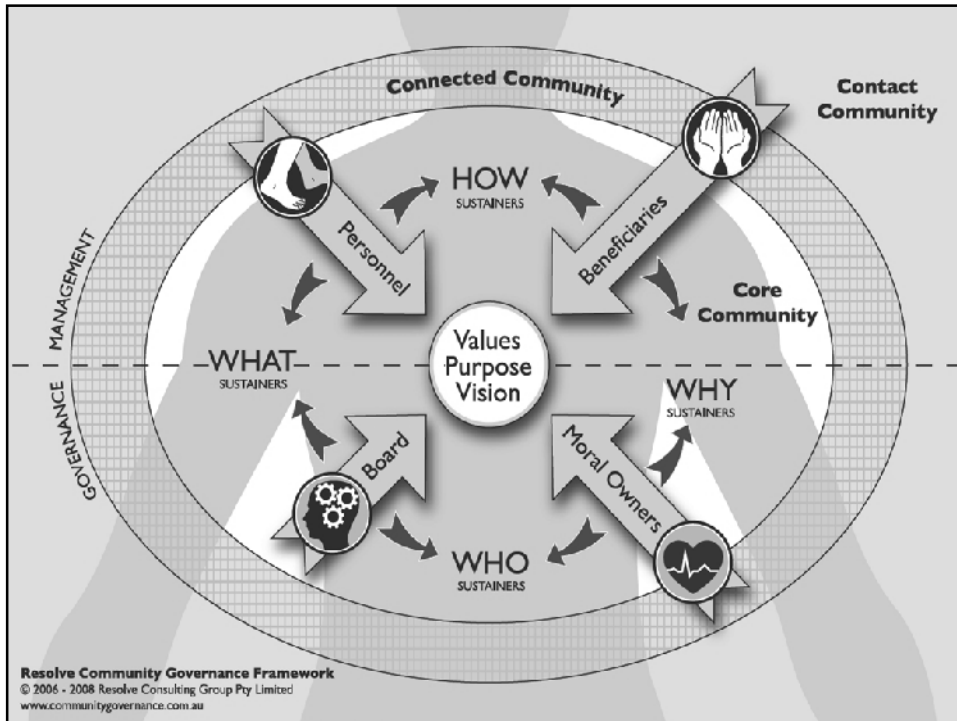 Connected Community
Contact
Community
HOW
SUSTAINERS
Personnel
Beneficiaries
MANAGEMENT
Core
Community
Values
Purpose
Vision
WHAT
SUSTAINERS
WHY
SUSTAINERS
GOVERNANCE
Board
Moral Owners
WHO
SUSTAINERS
Resolve Community Governance Framework
© 2006 - 2008 Resolve Consulting Group Pty Limited
www.communitygovernance.com.au